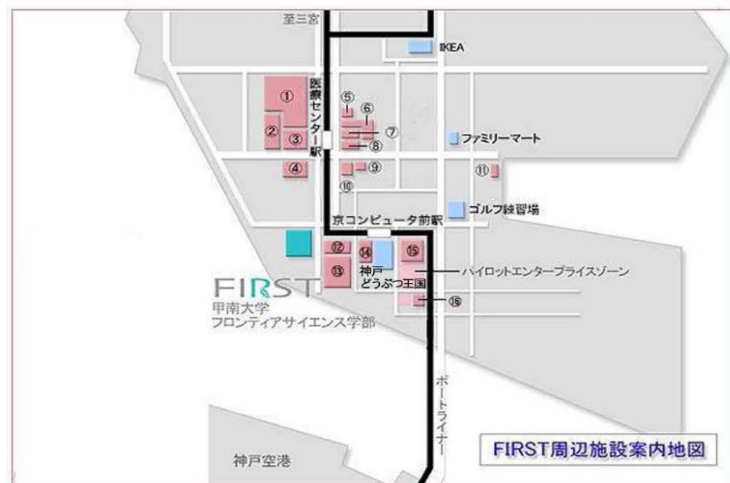 至三宮
IKEA
医療センター駅
①
②
③
④
⑤
⑥
⑦
⑧
⑨
⑩
ファミリーマート
⑪
ゴルフ練習場
京コンピュータ前駅
⑫
⑬
⑭
⑮
神戸
どうぶつ王国
パイロットエンタープライズゾーン
⑯
FIRST
甲南大学
フロンティアサイエンス学部
ポートライナー
神戸空港
FIRST周辺施設案内地図